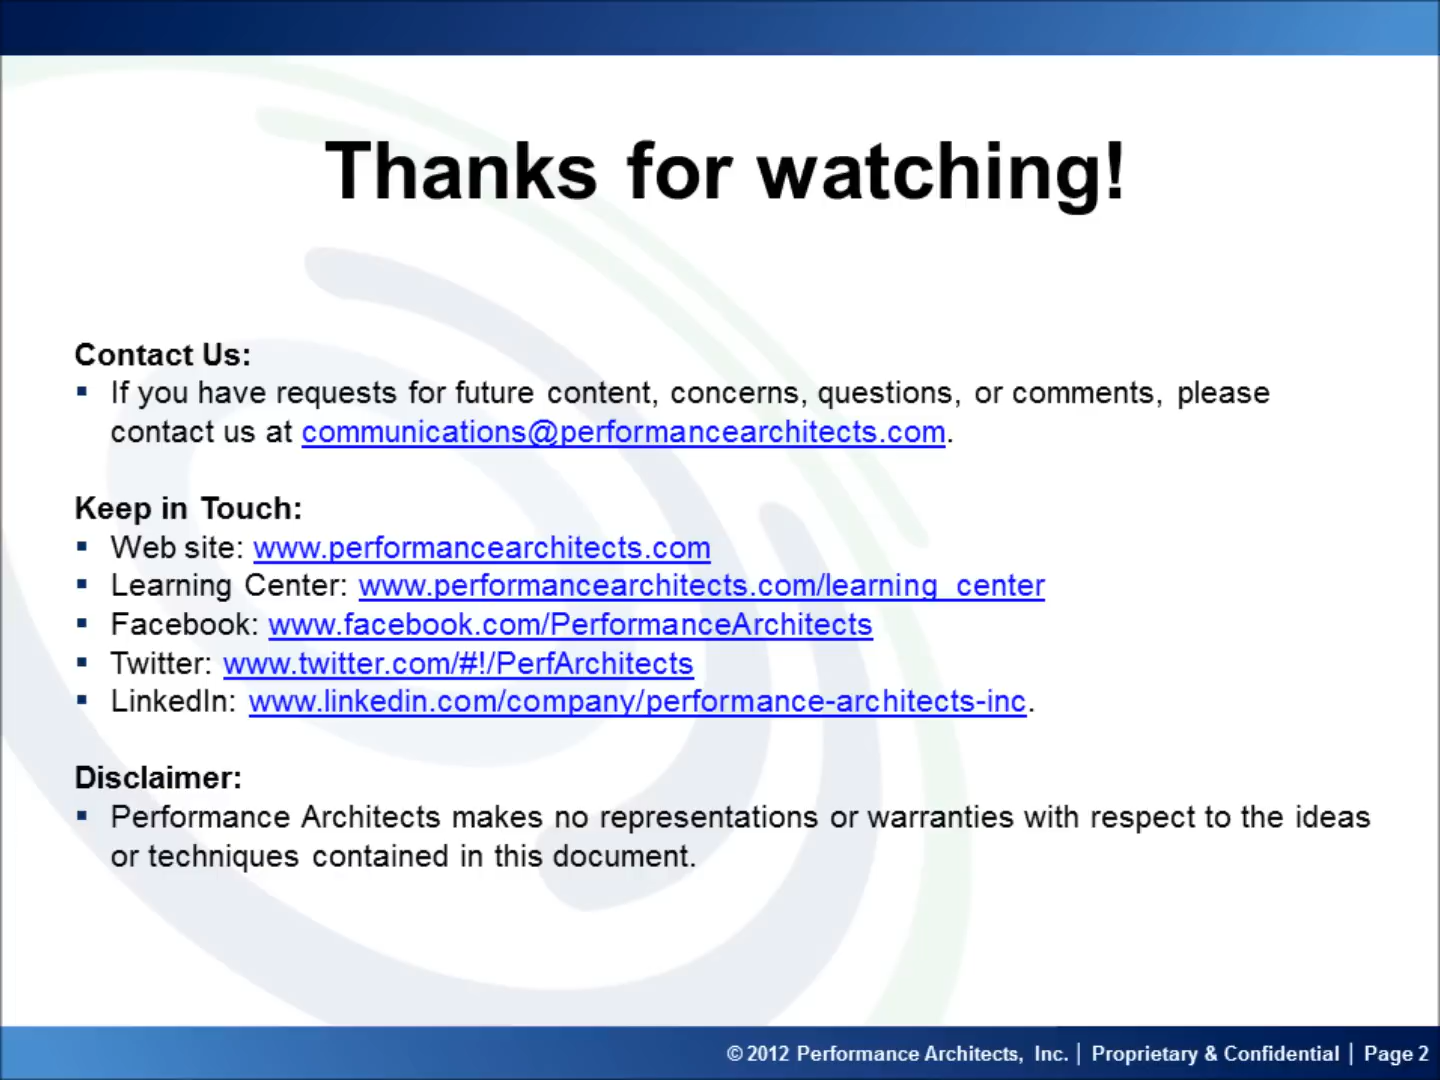 Thanks for watching!
Contact Us:
▪ If you have requests for future content, concerns, questions, or comments, please
contact us at communications@performancearchitects.com.
Keep in Touch:
▪ Web site: www.performancearchitects.com
▪ Learning Center: www.performancearchitects.com/learning_center
▪ Facebook: www.facebook.com/PerformanceArchitects
▪ Twitter: www.twitter.com/#!/PerfArchitects
▪ LinkedIn: www.linkedin.com/company/performance-architects-inc.
Disclaimer:
▪ Performance Architects makes no representations or warranties with respect to the ideas
or techniques contained in this document.
© 2012 Performance Architects, Inc. | Proprietary & Confidential | Page 2